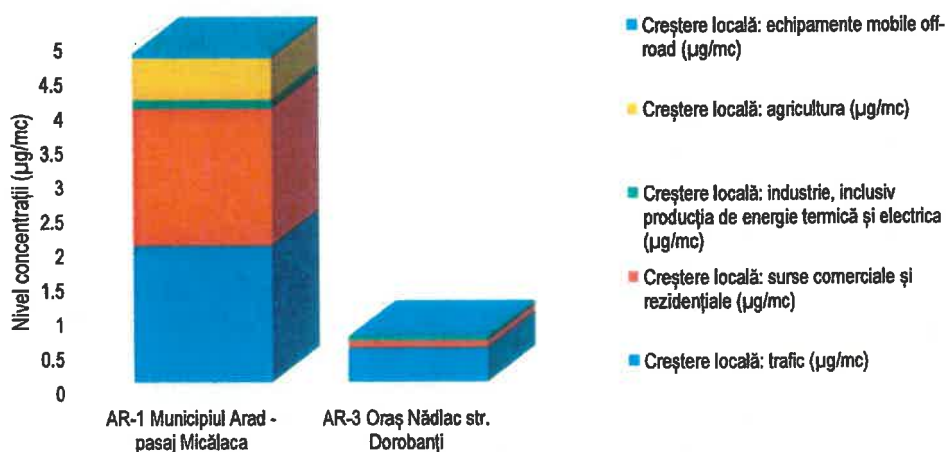 Nivel concentrații (µg/mc)
5
4.5
4
3.5
3
2.5
2
1.5
1
0.5
0
AR-1 Municipiul Arad -
pasaj Micălaca
AR-3 Oraș Nădlac str.
Dorobanți
Creștere locală: echipamente mobile off-
road (µg/mc)
Creștere locală: agricultura (µg/mc)
Creștere locală: industrie, inclusiv
producția de energie termică și electrica
(µg/mc)
Creștere locală: surse comerciale și
rezidențiale (µg/mc)
Creștere locală: trafic (µg/mc)